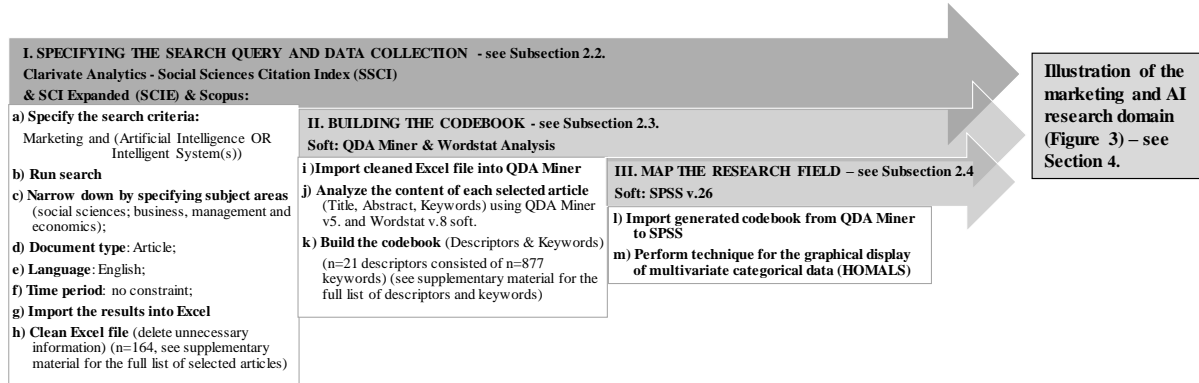 I. SPECIFYING THE SEARCH QUERY AND DATA COLLECTION - see Subsection 2.2.
Clarivate Analytics - Social Sciences Citation Index (SSCI)
& SCI Expanded (SCIE) & Scopus:
a) Specify the search criteria:
Marketing and (Artificial Intelligence OR
Intelligent System(s))
b) Run search
c) Narrow down by specifying subject areas
(social sciences; business, management and
economics);
d) Document type: Article;
e) Language: English;
f) Time period: no constraint;
g) Import the results into Excel
h) Clean Excel file (delete unnecessary
information) (n=164, see supplementary
material for the full list of selected articles)
II. BUILDING THE CODEBOOK - see Subsection 2.3.
Soft: QDA Miner & Wordstat Analysis
i) Import cleaned Excel file into QDA Miner
j) Analyze the content of each selected article
(Title, Abstract, Keywords) using QDA Miner
v5. and Wordstat v.8 soft.
k) Build the codebook (Descriptors & Keywords)
(n=21 descriptors consisted of n=877
keywords) (see supplementary material for the
full list of descriptors and keywords)
III. MAP THE RESEARCH FIELD – see Subsection 2.4
Soft: SPSS v.26
l) Import generated codebook from QDA Miner
to SPSS
m) Perform technique for the graphical display
of multivariate categorical data (HOMALS)
Illustration of the
marketing and AI
research domain
(Figure 3) – see
Section 4.